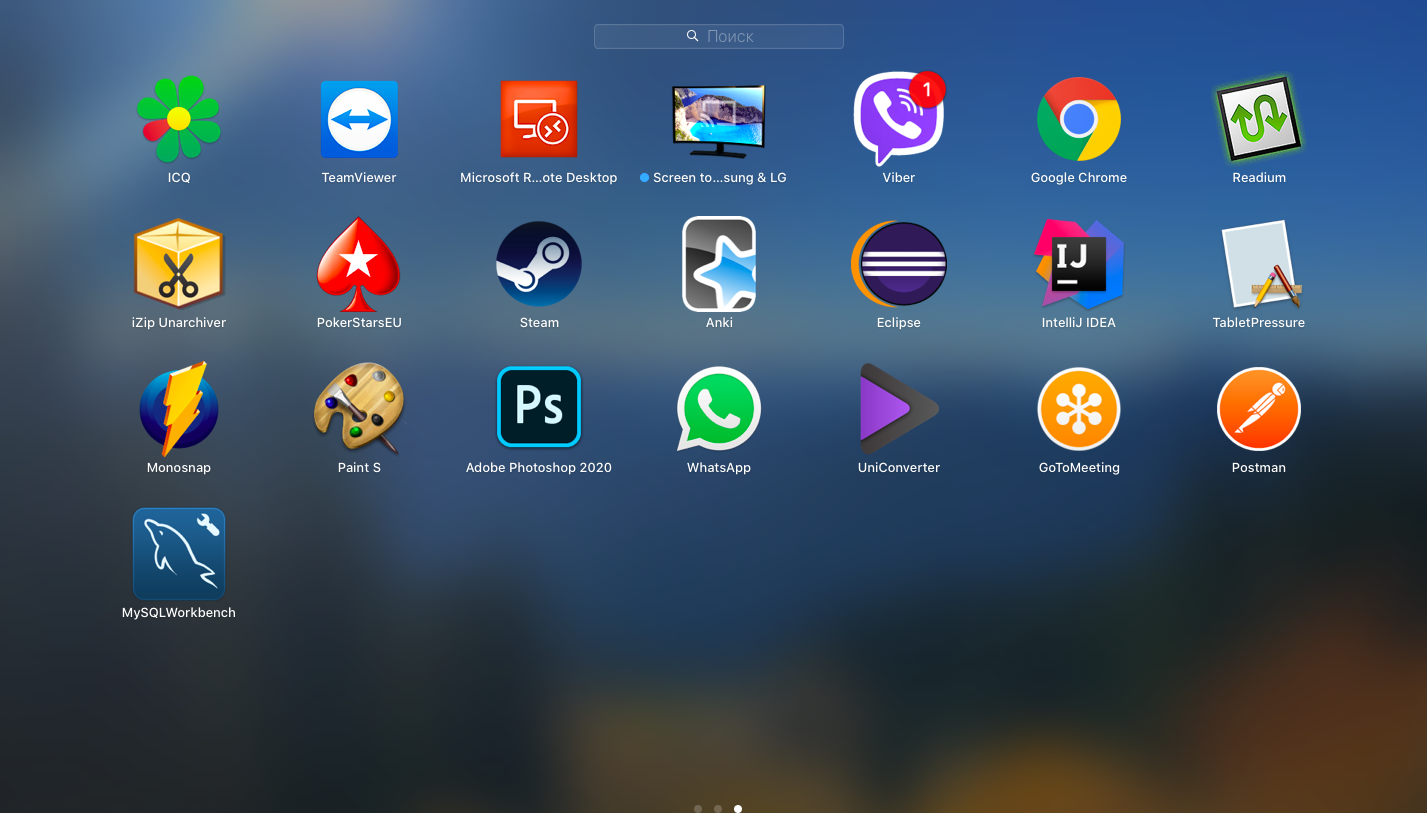 Поиск
1
ICQ
TeamViewer
Microsoft R...ote Desktop
Screen to...sung & LG
Viber
Google Chrome
Readium
IJ
iZip Unarchiver
PokerStarsEU
Steam
Anki
Eclipse
IntelliJ IDEA
TabletPressure
Ps
Monosnap
Paint S
Adobe Photoshop 2020
WhatsApp
UniConverter
GoToMeeting
Postman
MySQLWorkbench